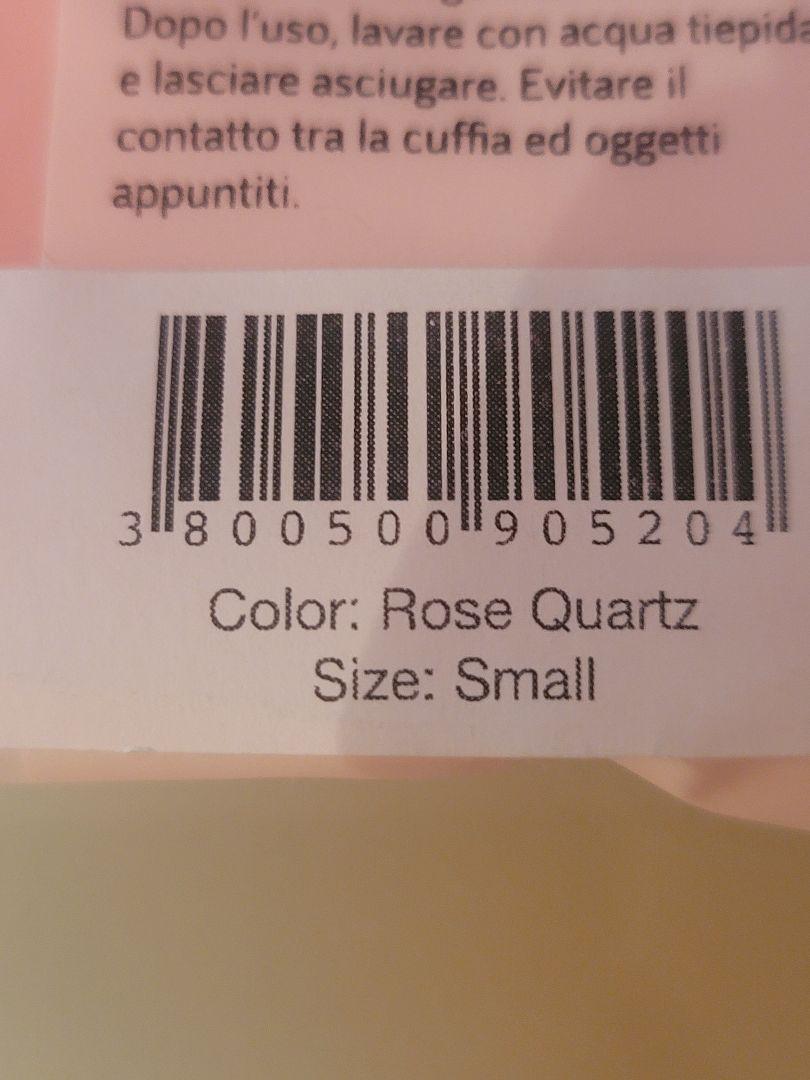 Dopo l'uso, lavare con acqua tiepida
e lasciare asciugare. Evitare il
contatto tra la cuffia ed oggetti
appuntiti.
3 800500 905204
Color: Rose Quartz
Size: Small